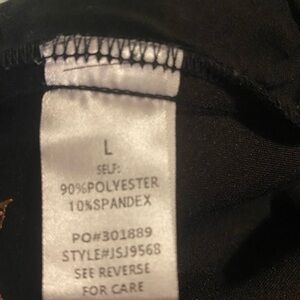 L
SELF:
90%POLYESTER
10%SPANDEX
PO#301889
STYLE#JSJ9568
SEE REVERSE
FOR CARE